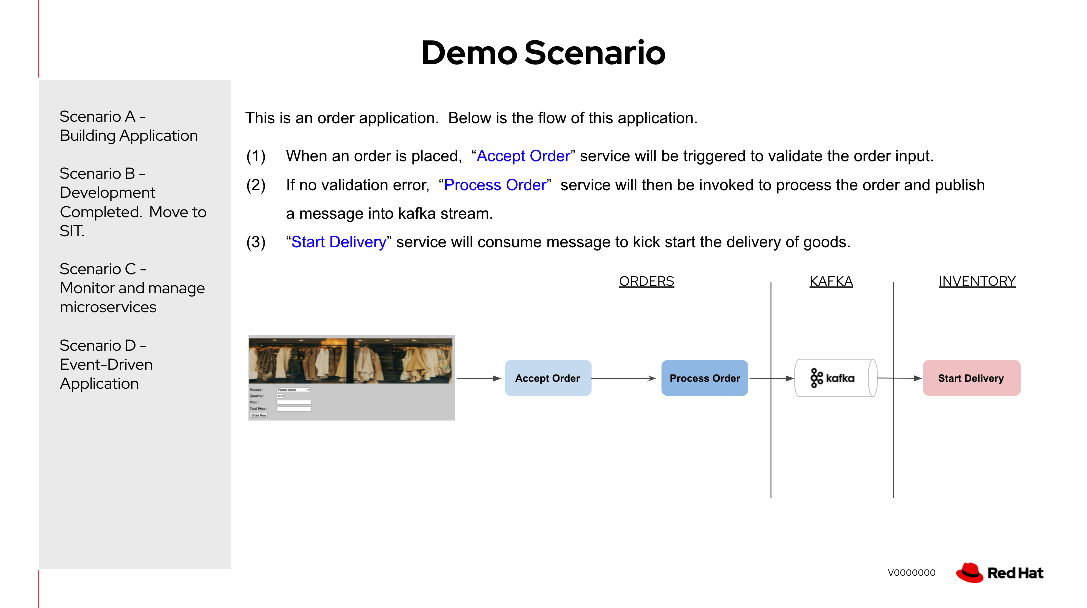 Demo Scenario
Scenario A -
Building Application
Scenario B -
Development
Completed. Move to
SIT.
Scenario C -
Monitor and manage
microservices
Scenario D -
Event-Driven
Application
This is an order application. Below is the flow of this application.
(1) When an order is placed, “Accept Order” service will be triggered to validate the order input.
(2) If no validation error, “Process Order” service will then be invoked to process the order and publish
a message into kafka stream.
(3) “Start Delivery” service will consume message to kick start the delivery of goods.
ORDERS
KAFKA
INVENTORY
Accept Order
Process Order
kafka
Start Delivery
Quantity :
Total Price :
Order Now
V0000000
Red Hat